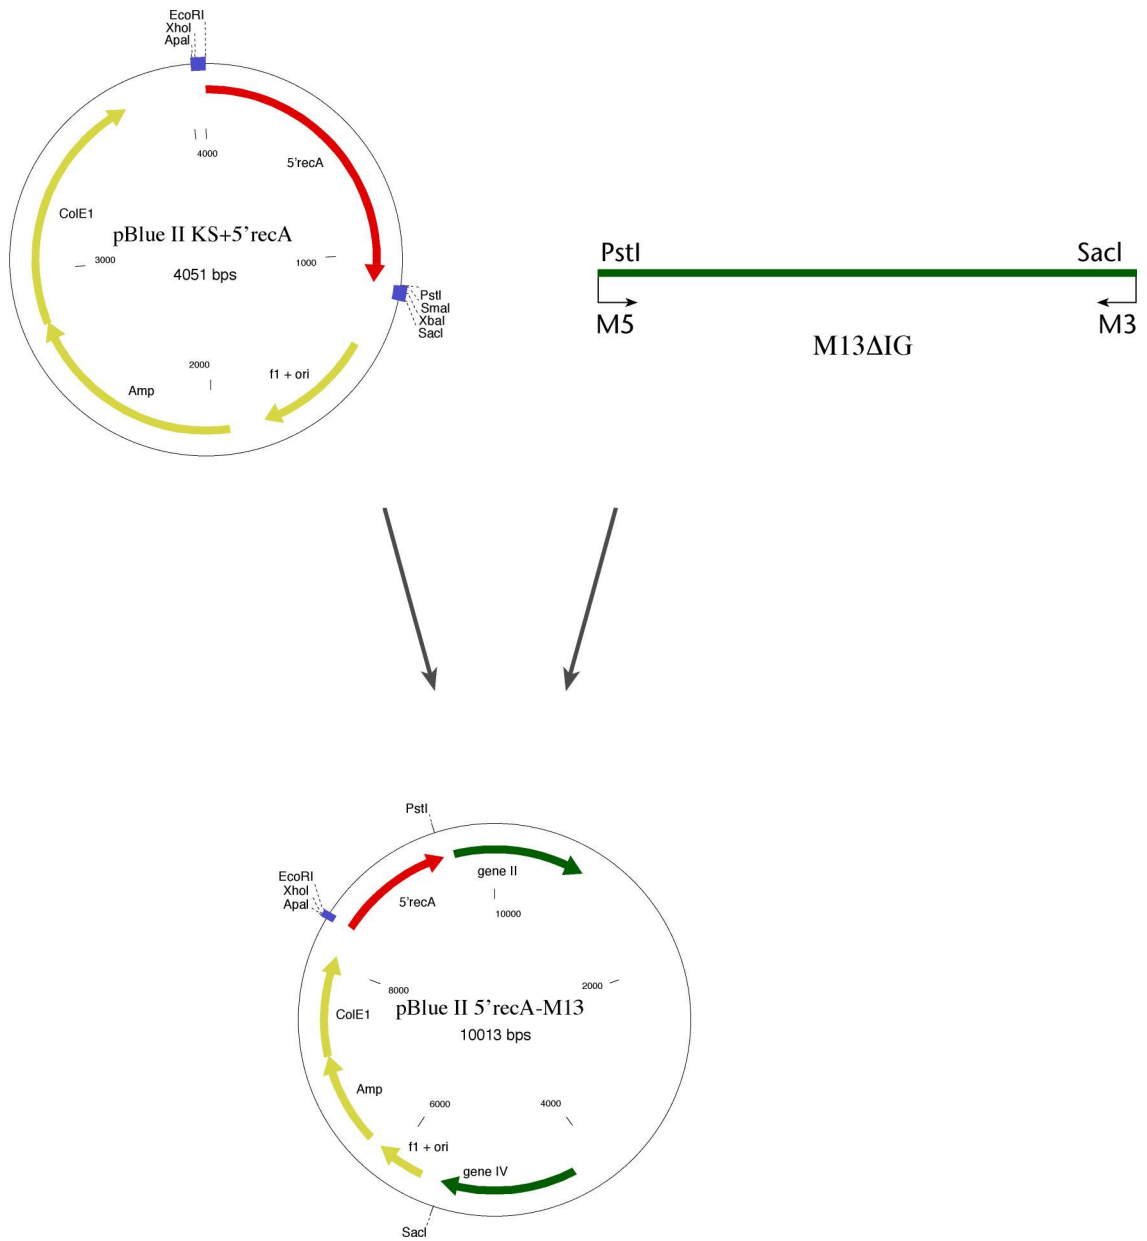 EcoRI
XhoI
ApaI
4000
5'recA
ColE1
pBlue II KS+5’recA
3000
1000
4051 bps
PstI
SmaI
XbaI
SacI
2000
f1 + ori
Amp
PstI
SacI
M5
M3
M13ΔIG
PstI
gene II
EcoRI
XhoI
ApaI
5'recA
10000
8000
2000
pBlue II 5’recA-M13
ColE1
10013 bps
Amp
6000
4000
f1 + ori
gene IV
SacI